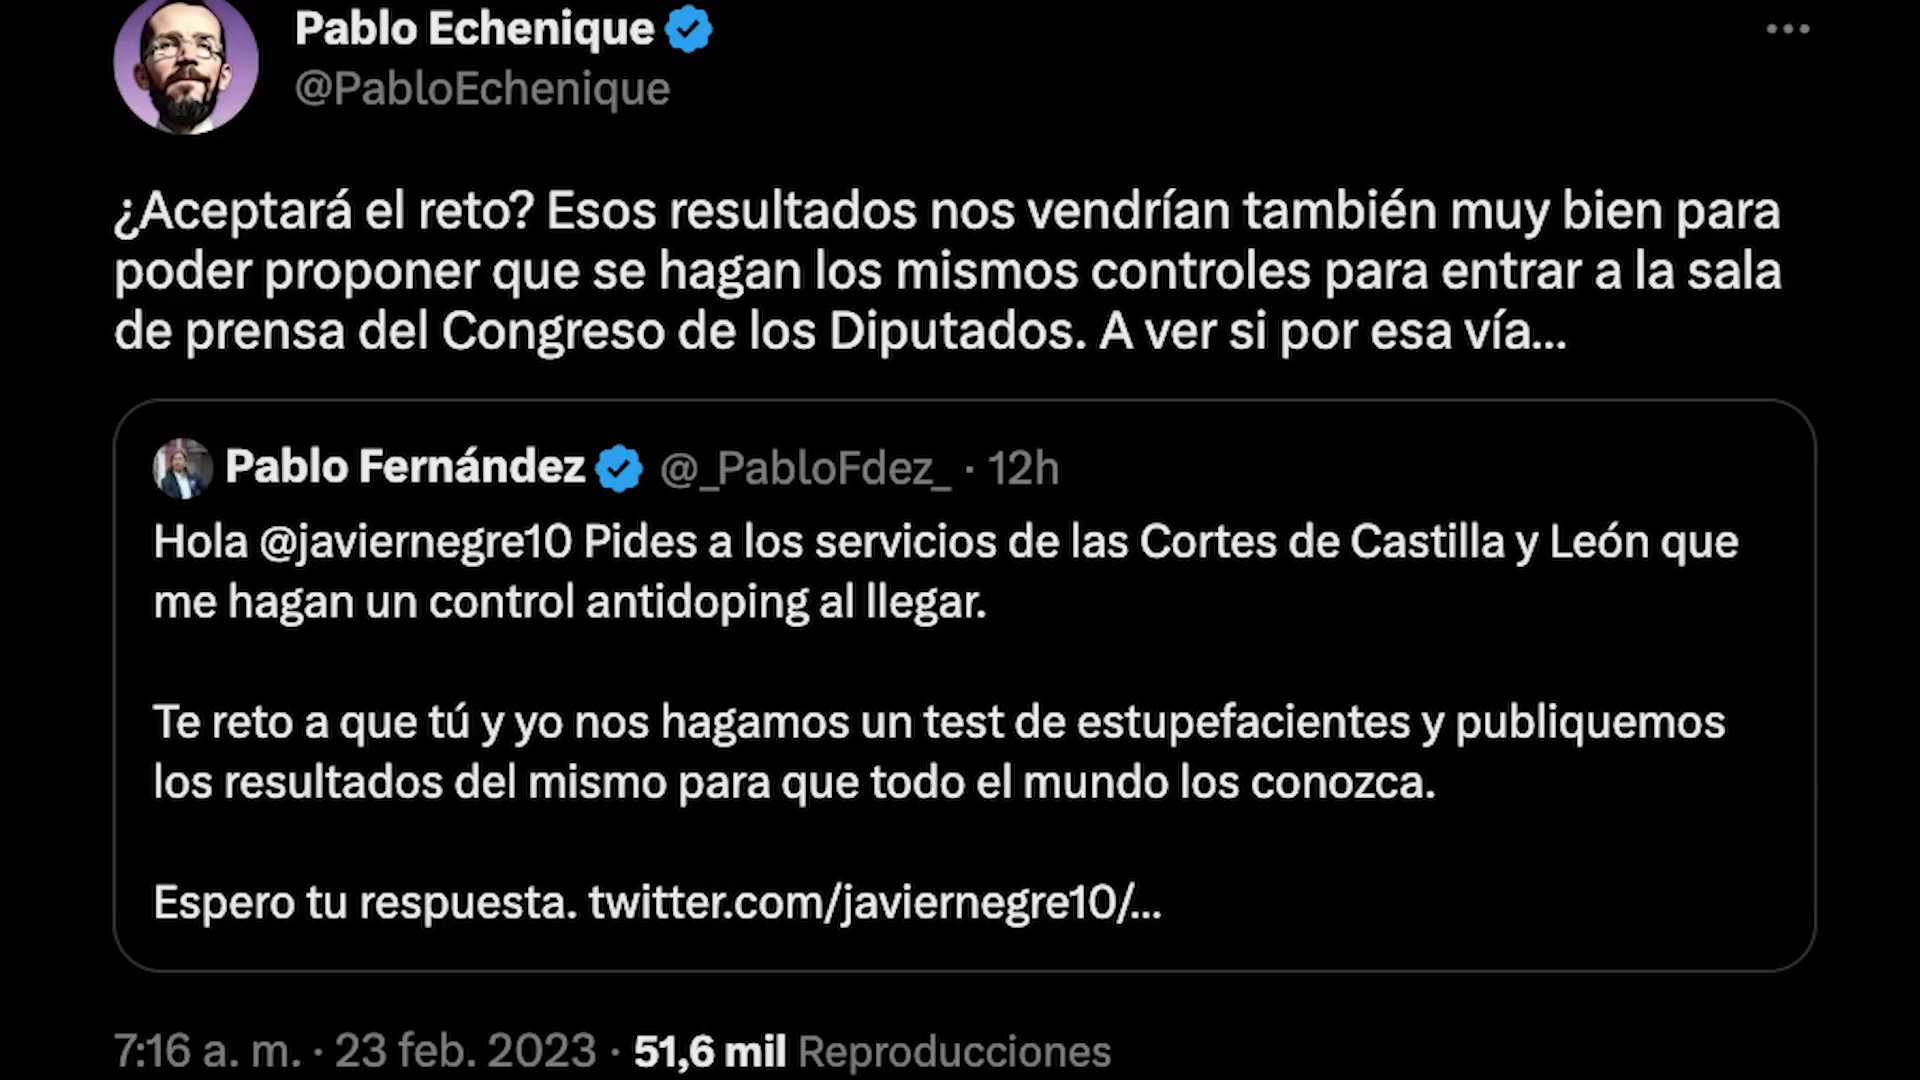 Pablo Echenique
@PabloEchenique
¿Aceptará el reto? Esos resultados nos vendrían también muy bien para
poder proponer que se hagan los mismos controles para entrar a la sala
de prensa del Congreso de los Diputados. A ver si por esa vía...
Pablo Fernández @_PabloFdez_ · 12h
Hola @javiernegre10 Pides a los servicios de las Cortes de Castilla y León que
me hagan un control antidoping al llegar.
Te reto a que tú y yo nos hagamos un test de estupefacientes y publiquemos
los resultados del mismo para que todo el mundo los conozca.
Espero tu respuesta. twitter.com/javiernegre10/...
7:16 a. m. · 23 feb. 2023 · 51,6 mil Reproducciones